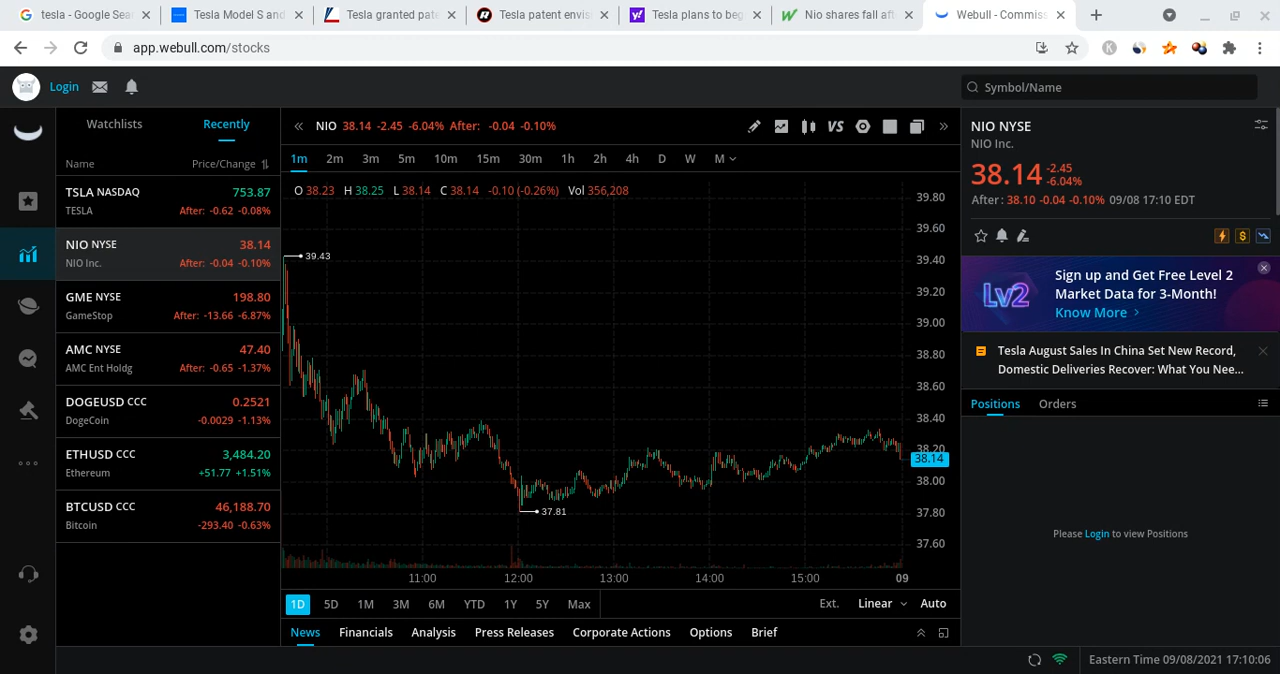 tesla - Google Sea
Tesla Model S and
Tesla granted pate
Tesla patent envis
Tesla plans to beg
Nio shares fall aft
Webull - Commiss
app.webull.com/stocks
K
Login
Symbol/Name
Watchlists
Recently
Name
Price/Change
TSLA NASDAQ
753.87
TESLA
After: -0.62 -0.08%
NIO NYSE
38.14
NIO Inc.
After: -0.04 -0.10%
GME NYSE
198.80
GameStop
After: -13.66 -6.87%
AMC NYSE
47.40
AMC Ent Holdg
After: -0.65 -1.37%
DOGEUSD CCC
0.2521
DogeCoin
-0.0029 -1.13%
ETHUSD CCC
3,484.20
Ethereum
+51.77 +1.51%
BTCUSD CCC
46,188.70
Bitcoin
-293.40 -0.63%
NIO 38.14 -2.45 -6.04% After: -0.04 -0.10%
VS
1m 2m 3m 5m 10m 15m 30m 1h 2h 4h D W M
O 38.23 H 38.25 L 38.14 C 38.14 -0.10 (-0.26%) Vol 356,208
39.43
37.81
39.80
39.60
39.40
39.20
39.00
38.80
38.60
38.40
38.20
38.14
38.00
37.80
37.60
11:00 12:00 13:00 14:00 15:00 09
1D 5D 1M 3M 6M YTD 1Y 5Y Max
Ext. Linear Auto
News Financials Analysis Press Releases Corporate Actions Options Brief
NIO NYSE
NIO Inc.
38.14
-2.45
-6.04%
After: 38.10 -0.04 -0.10% 09/08 17:10 EDT
$
Lv2
Sign up and Get Free Level 2
Market Data for 3-Month!
Know More >
Tesla August Sales In China Set New Record,
Domestic Deliveries Recover: What You Nee...
Positions
Orders
Please Login to view Positions
Eastern Time 09/08/2021 17:10:06